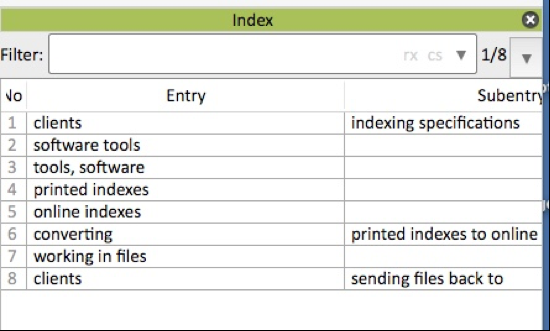 Index
Filter: rx cs 1/8
No Entry Subentry
1 clients indexing specifications
2 software tools
3 tools, software
4 printed indexes
5 online indexes
6 converting printed indexes to online
7 working in files
8 clients sending files back to